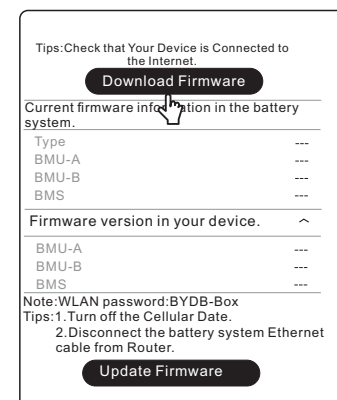 Tips:Check that Your Device is Connected to
the Internet.
Download Firmware
Current firmware information in the battery
system.
Type ---
BMU-A ---
BMU-B ---
BMS ---
Firmware version in your device.
BMU-A ---
BMU-B ---
BMS ---
Note:WLAN password:BYDB-Box
Tips:1.Turn off the Cellular Date.
2.Disconnect the battery system Ethernet
cable from Router.
Update Firmware